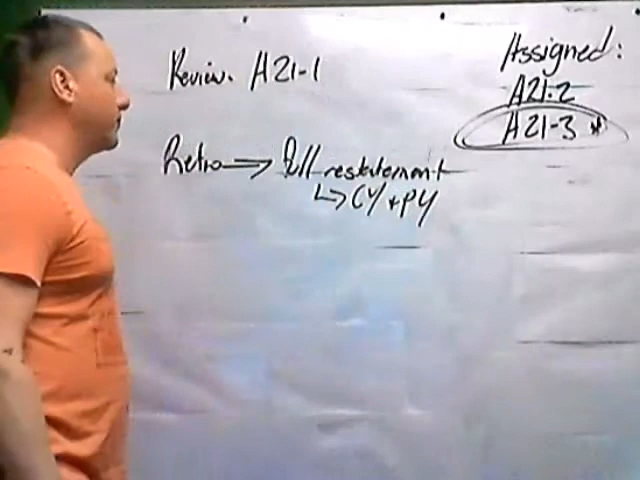 Review. A21-1
Assigned:
A21-2
A21-3 *
Retro → Full restatement
↳ CY + PY